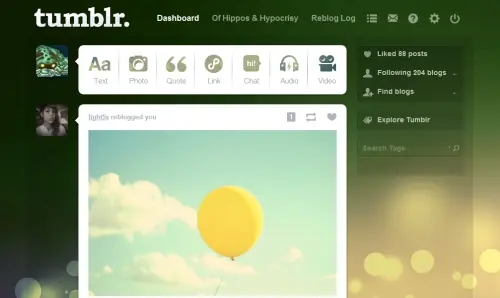 tumblr.
Dashboard Of Hippos & Hypocrisy Reblog Log
Aa
hi!
Text Photo Quote Link Chat Audio Video
reblogged you
1
Liked 88 posts
Following 204 blogs
Find blogs
Explore Tumblr
Search Tags